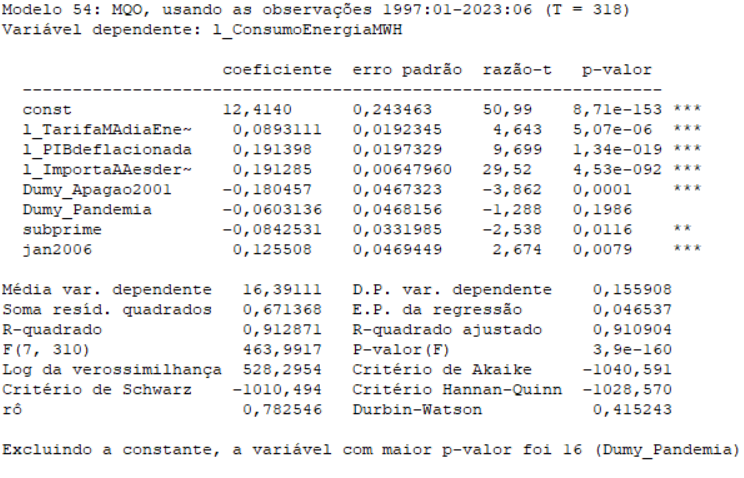 Modelo 54: MQO, usando as observações 1997:01-2023:06 (T = 318)
Variável dependente: l_ConsumoEnergiaMWH
coeficiente erro padrão razão-t p-valor
---------------------------------------------------------------
const 12,4140 0,243463 50,99 8,71e-153 ***
l_TarifaMAdiaEne~ 0,0893111 0,0192345 4,643 5,07e-06 ***
l_PIBdeflacionada 0,191398 0,0197329 9,699 1,34e-019 ***
l_ImportaAAesder~ 0,191285 0,00647960 29,52 4,53e-092 ***
Dumy_Apagao2001 −0,180457 0,0467323 −3,862 0,0001 ***
Dumy_Pandemia −0,0603136 0,0468156 −1,288 0,1986
subprime −0,0842531 0,0331985 −2,538 0,0116 **
jan2006 0,125508 0,0469449 2,674 0,0079 ***
Média var. dependente 16,39111 D.P. var. dependente 0,155908
Soma resíd. quadrados 0,671368 E.P. da regressão 0,046537
R-quadrado 0,912871 R-quadrado ajustado 0,910904
F(7, 310) 463,9917 P-valor(F) 3,9e-160
Log da verossimilhança 528,2954 Critério de Akaike −1040,591
Critério de Schwarz −1010,494 Critério Hannan-Quinn −1028,570
rô 0,782546 Durbin-Watson 0,415243
Excluindo a constante, a variável com maior p-valor foi 16 (Dumy_Pandemia)